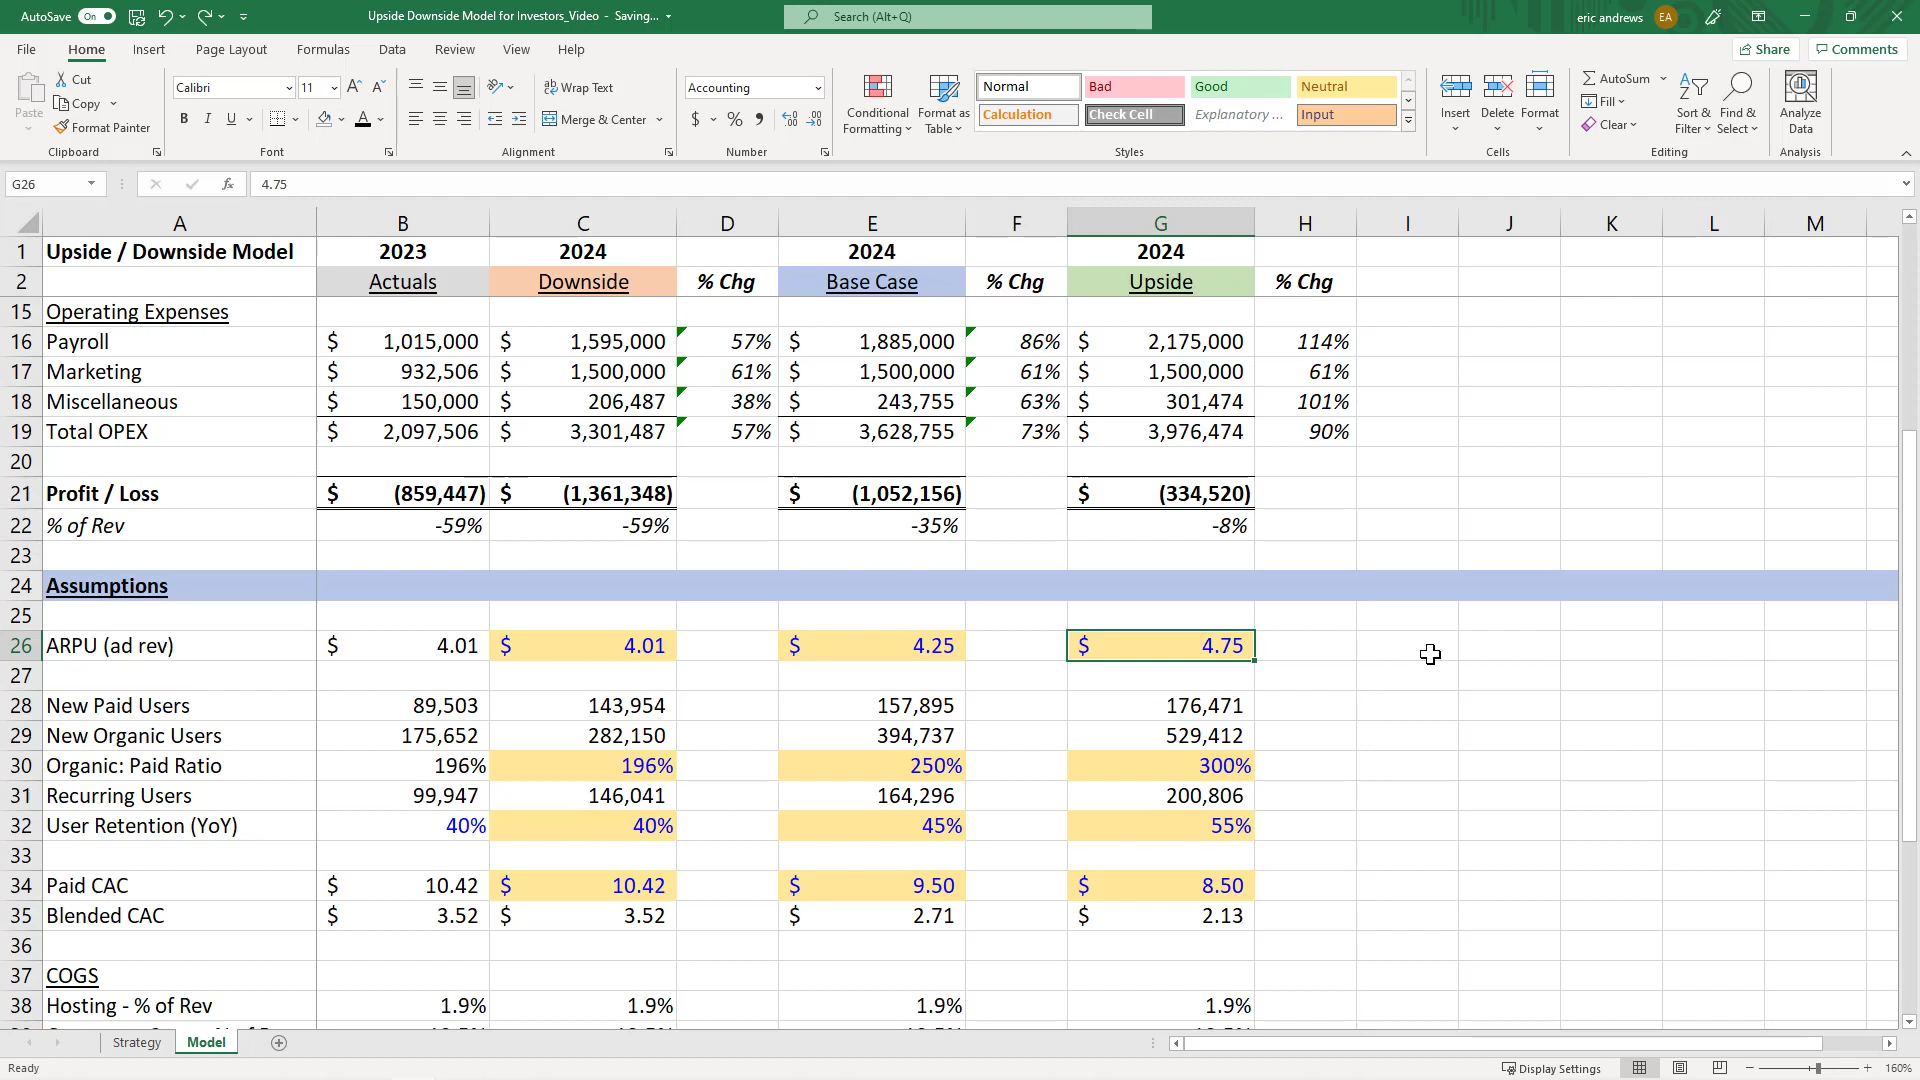 AutoSave On Upside Downside Model for Investors_Video - Saving... Search (Alt+Q) eric andrews EA
File Home Insert Page Layout Formulas Data Review View Help Share Comments
Paste Cut Copy Format Painter Clipboard
Calibri 11 A A B I U A Font
Wrap Text Merge & Center Alignment
Accounting $ % 9 Number
Conditional Formatting Format as Table Normal Bad Good Neutral Calculation Check Cell Explanatory ... Input Styles
Insert Delete Format Cells
AutoSum Fill Clear Sort & Filter Find & Select Editing
Analyze Data Analysis
G26 fx 4.75
A B C D E F G H I J K L M
1 Upside / Downside Model 2023 2024 2024 2024
2 Actuals Downside % Chg Base Case % Chg Upside % Chg
15 Operating Expenses
16 Payroll $ 1,015,000 $ 1,595,000 57% $ 1,885,000 86% $ 2,175,000 114%
17 Marketing $ 932,506 $ 1,500,000 61% $ 1,500,000 61% $ 1,500,000 61%
18 Miscellaneous $ 150,000 $ 206,487 38% $ 243,755 63% $ 301,474 101%
19 Total OPEX $ 2,097,506 $ 3,301,487 57% $ 3,628,755 73% $ 3,976,474 90%
20
21 Profit / Loss $ (859,447) $ (1,361,348) $ (1,052,156) $ (334,520)
22 % of Rev -59% -59% -35% -8%
23
24 Assumptions
25
26 ARPU (ad rev) $ 4.01 $ 4.01 $ 4.25 $ 4.75
27
28 New Paid Users 89,503 143,954 157,895 176,471
29 New Organic Users 175,652 282,150 394,737 529,412
30 Organic: Paid Ratio 196% 196% 250% 300%
31 Recurring Users 99,947 146,041 164,296 200,806
32 User Retention (YoY) 40% 40% 45% 55%
33
34 Paid CAC $ 10.42 $ 10.42 $ 9.50 $ 8.50
35 Blended CAC $ 3.52 $ 3.52 $ 2.71 $ 2.13
36
37 COGS
38 Hosting - % of Rev 1.9% 1.9% 1.9% 1.9%
Strategy Model
Ready Display Settings 160%